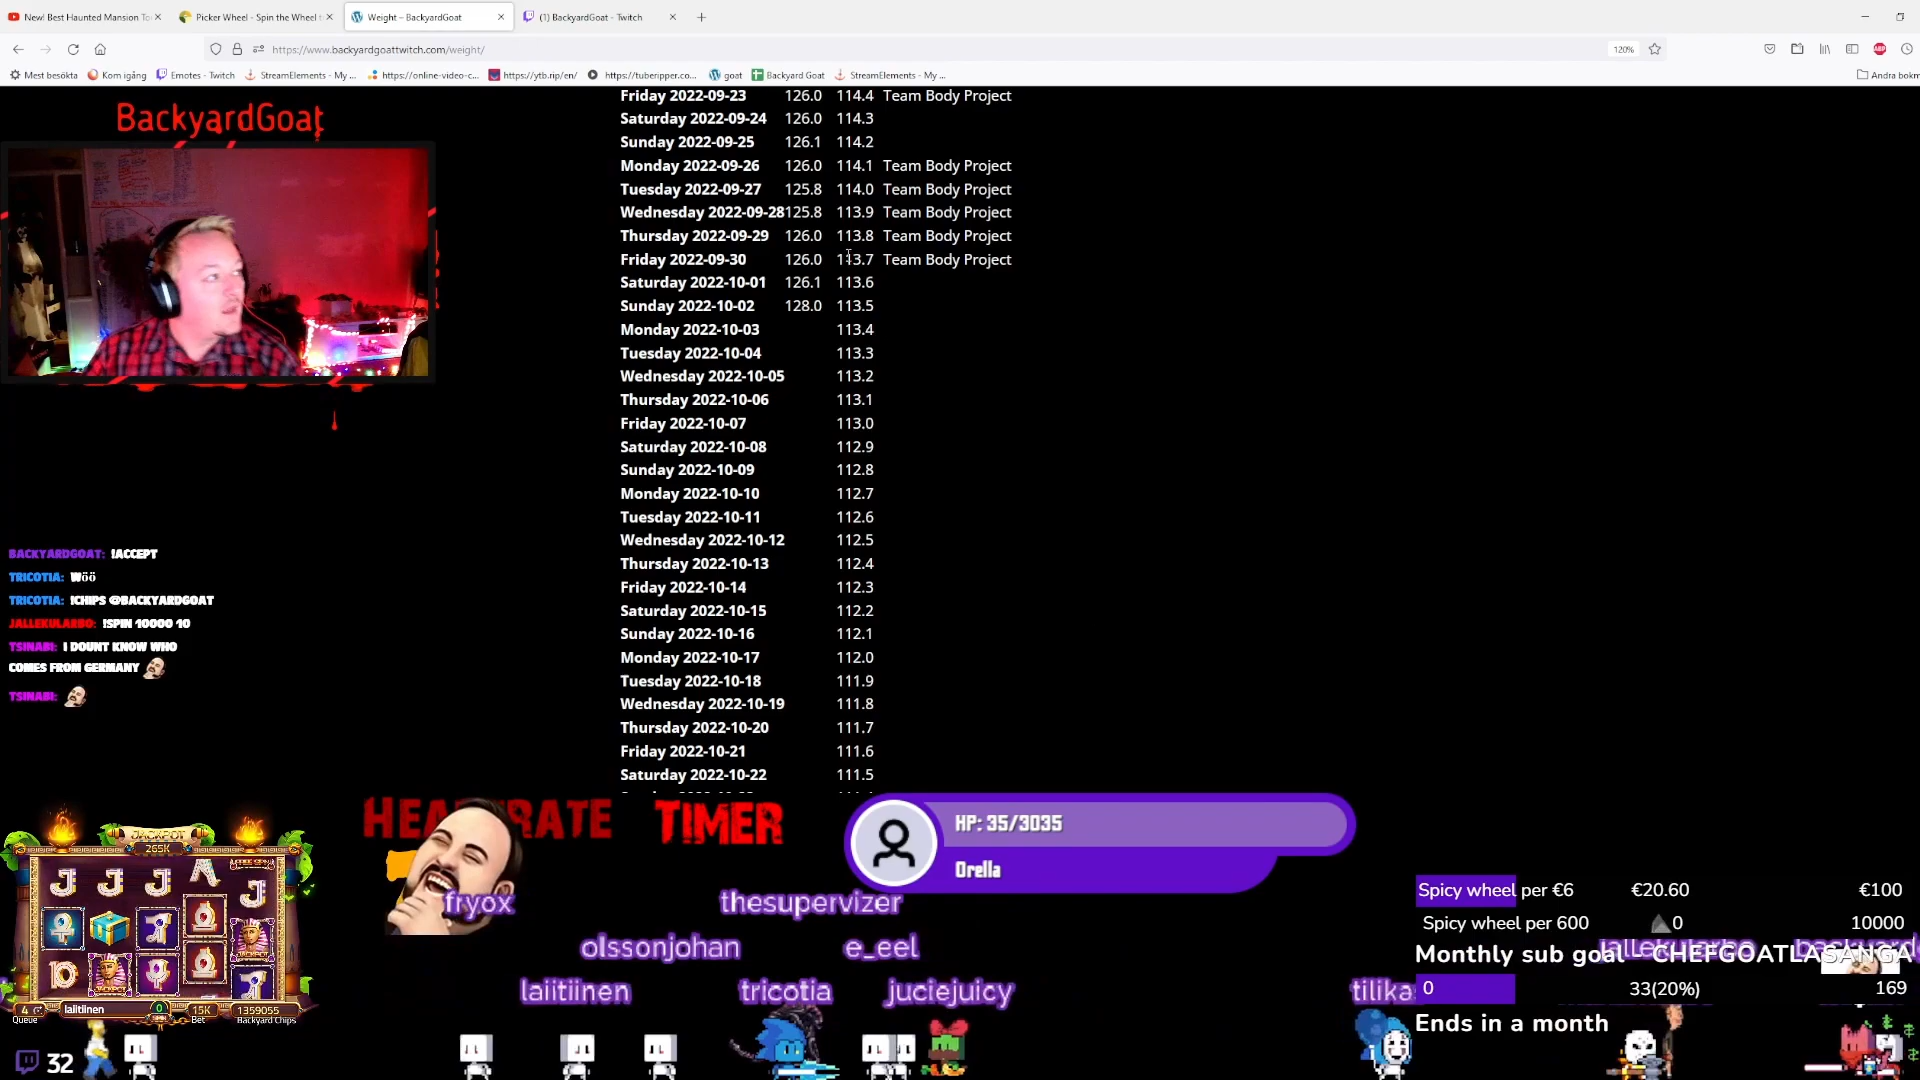 New! Best Haunted Mansion To
Picker Wheel - Spin the Wheel t
Weight – BackyardGoat
(1) BackyardGoat - Twitch
https://www.backyardgoattwitch.com/weight/
120%
Mest besökta
Kom igång
Emotes - Twitch
StreamElements - My ...
https://online-video-c...
https://ytb.rip/en/
https://tuberipper.co...
goat
Backyard Goat
StreamElements - My ...
Andra bokm
BackyardGoat
Friday 2022-09-23 126.0 114.4 Team Body Project
Saturday 2022-09-24 126.0 114.3
Sunday 2022-09-25 126.1 114.2
Monday 2022-09-26 126.0 114.1 Team Body Project
Tuesday 2022-09-27 125.8 114.0 Team Body Project
Wednesday 2022-09-28 125.8 113.9 Team Body Project
Thursday 2022-09-29 126.0 113.8 Team Body Project
Friday 2022-09-30 126.0 113.7 Team Body Project
Saturday 2022-10-01 126.1 113.6
Sunday 2022-10-02 128.0 113.5
Monday 2022-10-03 113.4
Tuesday 2022-10-04 113.3
Wednesday 2022-10-05 113.2
Thursday 2022-10-06 113.1
Friday 2022-10-07 113.0
Saturday 2022-10-08 112.9
Sunday 2022-10-09 112.8
Monday 2022-10-10 112.7
Tuesday 2022-10-11 112.6
Wednesday 2022-10-12 112.5
Thursday 2022-10-13 112.4
Friday 2022-10-14 112.3
Saturday 2022-10-15 112.2
Sunday 2022-10-16 112.1
Monday 2022-10-17 112.0
Tuesday 2022-10-18 111.9
Wednesday 2022-10-19 111.8
Thursday 2022-10-20 111.7
Friday 2022-10-21 111.6
Saturday 2022-10-22 111.5
BACKYARDGOAT: !ACCEPT
TRICOTIA: WÖÖ
TRICOTIA: !CHIPS @BACKYARDGOAT
JALLEKULARBO: !SPIN 10000 10
TSINABI: I DOUNT KNOW WHO
COMES FROM GERMANY
TSINABI:
JACKPOT
265K
JACKPOT
JACKPOT
4
laiitiinen
0
15K
1359055
Queue
SPIN
Bet
Backyard Chips
TIMER
HP: 35/3035
Orella
fryox
thesupervizer
olssonjohan
e_eel
laiitiinen
tricotia
juciejuicy
tilika
Spicy wheel per €6 €20.60 €100
Spicy wheel per 600 0 10000
Monthly sub goal - CHEFGOATLASANGA
0 33(20%) 169
Ends in a month
32